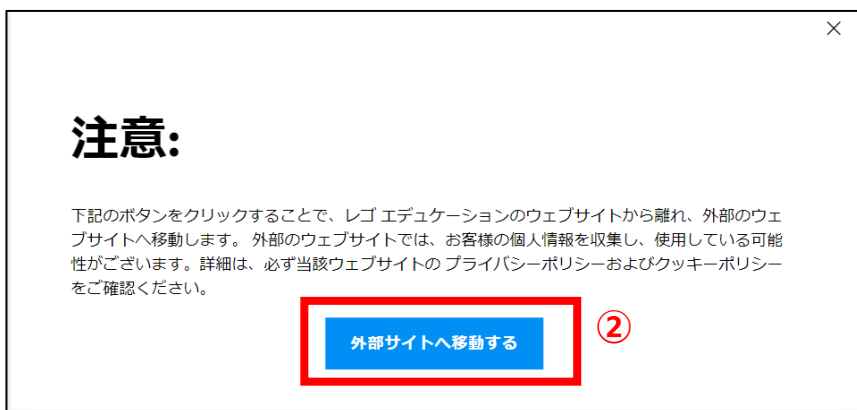 注意:
下記のボタンをクリックすることで、レゴ エデュケーションのウェブサイトから離れ、外部のウェ
ブサイトへ移動します。 外部のウェブサイトでは、お客様の個人情報を収集し、使用している可能
性がございます。詳細は、必ず当該ウェブサイトの プライバシーポリシーおよびクッキーポリシー
をご確認ください。
外部サイトへ移動する
②